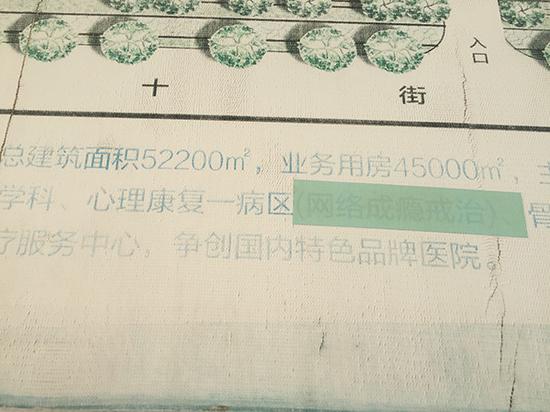 入口
十 街
总建筑面积52200㎡，业务用房45000㎡，主
学科、心理康复一病区(网络成瘾戒治)、骨
疗服务中心，争创国内特色品牌医院。